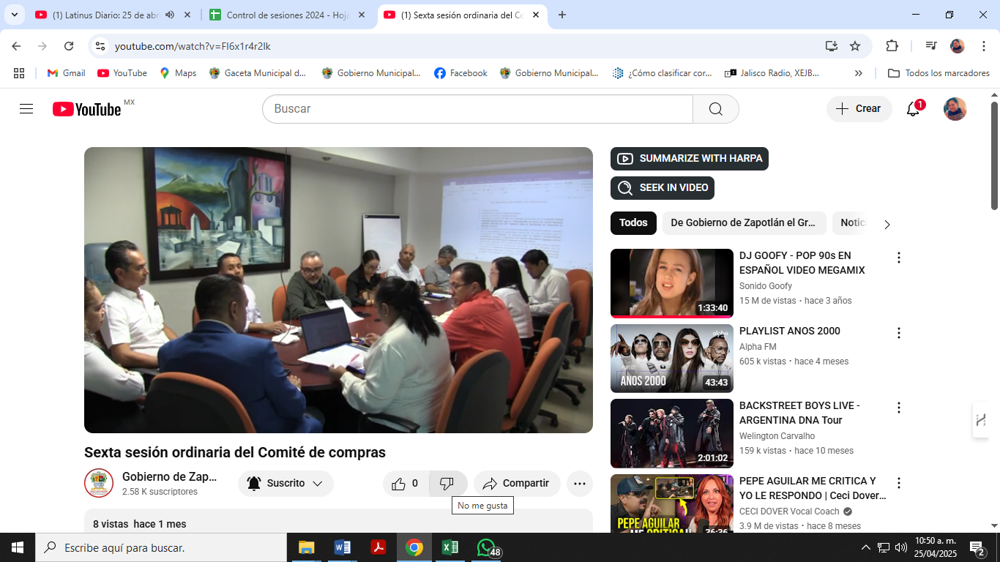 (1) Latinus Diario: 25 de abr
Control de sesiones 2024 - Hoja
(1) Sexta sesión ordinaria del Co
youtube.com/watch?v=FI6x1r4r2lk
Gmail
YouTube
Maps
Gaceta Municipal d...
Gobierno Municipal...
Facebook
Gobierno Municipal...
¿Cómo clasificar cor...
Jalisco Radio, XEJB...
»
Todos los marcadores
YouTube MX
Buscar
Crear
1
SUMMARIZE WITH HARPA
SEEK IN VIDEO
Todos
De Gobierno de Zapotlán el Gr...
Notic
DJ GOOFY - POP 90s EN
ESPAÑOL VIDEO MEGAMIX
Sonido Goofy
15 M de vistas • hace 3 años
1:33:40
PLAYLIST ANOS 2000
Alpha FM
605 k vistas • hace 4 meses
alpha
ANOS 2000
43:43
BACKSTREET BOYS LIVE -
ARGENTINA DNA Tour
Welington Carvalho
159 k vistas • hace 10 meses
2:01:02
PEPE AGUILAR ME CRITICA Y
YO LE RESPONDO | Ceci Dover...
CECI DOVER Vocal Coach
3.9 M de vistas • hace 8 meses
PEPE AGUILAR
ME CRITICA!
36:36
Sexta sesión ordinaria del Comité de compras
Gobierno de Zap...
2.58 K suscriptores
Suscrito
0
Compartir
No me gusta
8 vistas hace 1 mes
Escribe aquí para buscar.
48
10:50 a. m.
25/04/2025
2